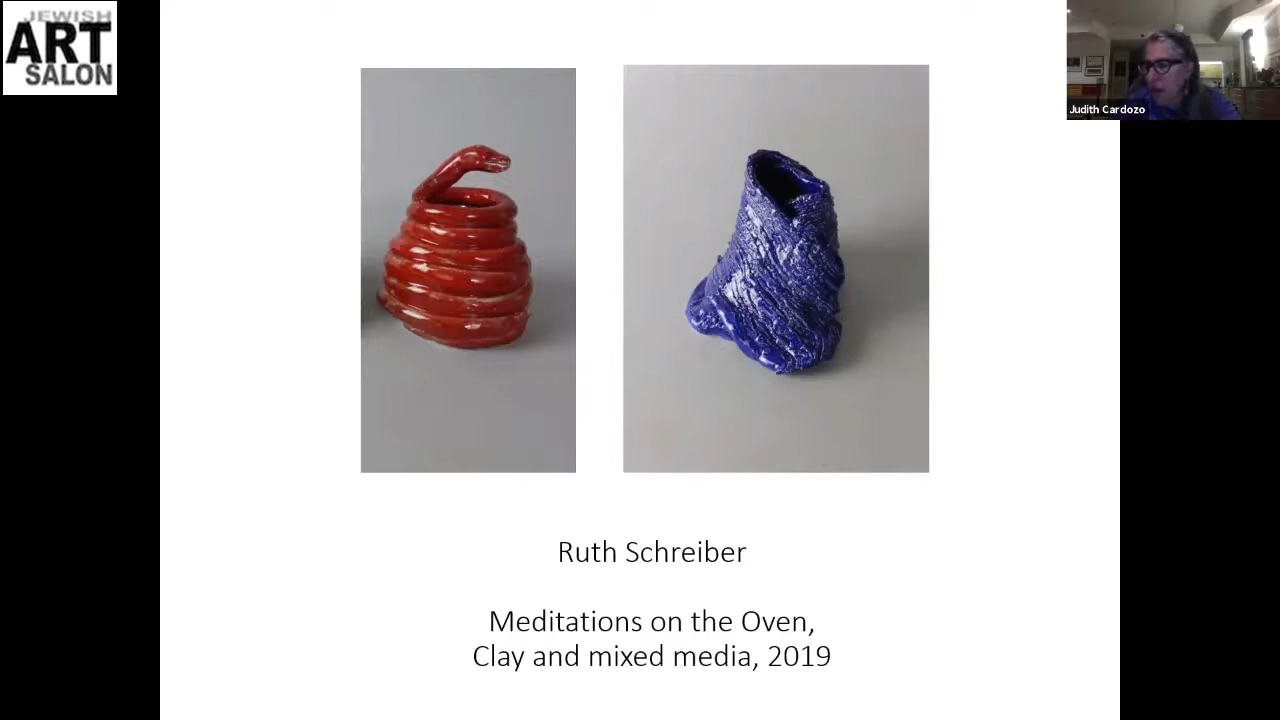 JEWISH
ART
SALON
Judith Cardozo
Ruth Schreiber
Meditations on the Oven,
Clay and mixed media, 2019